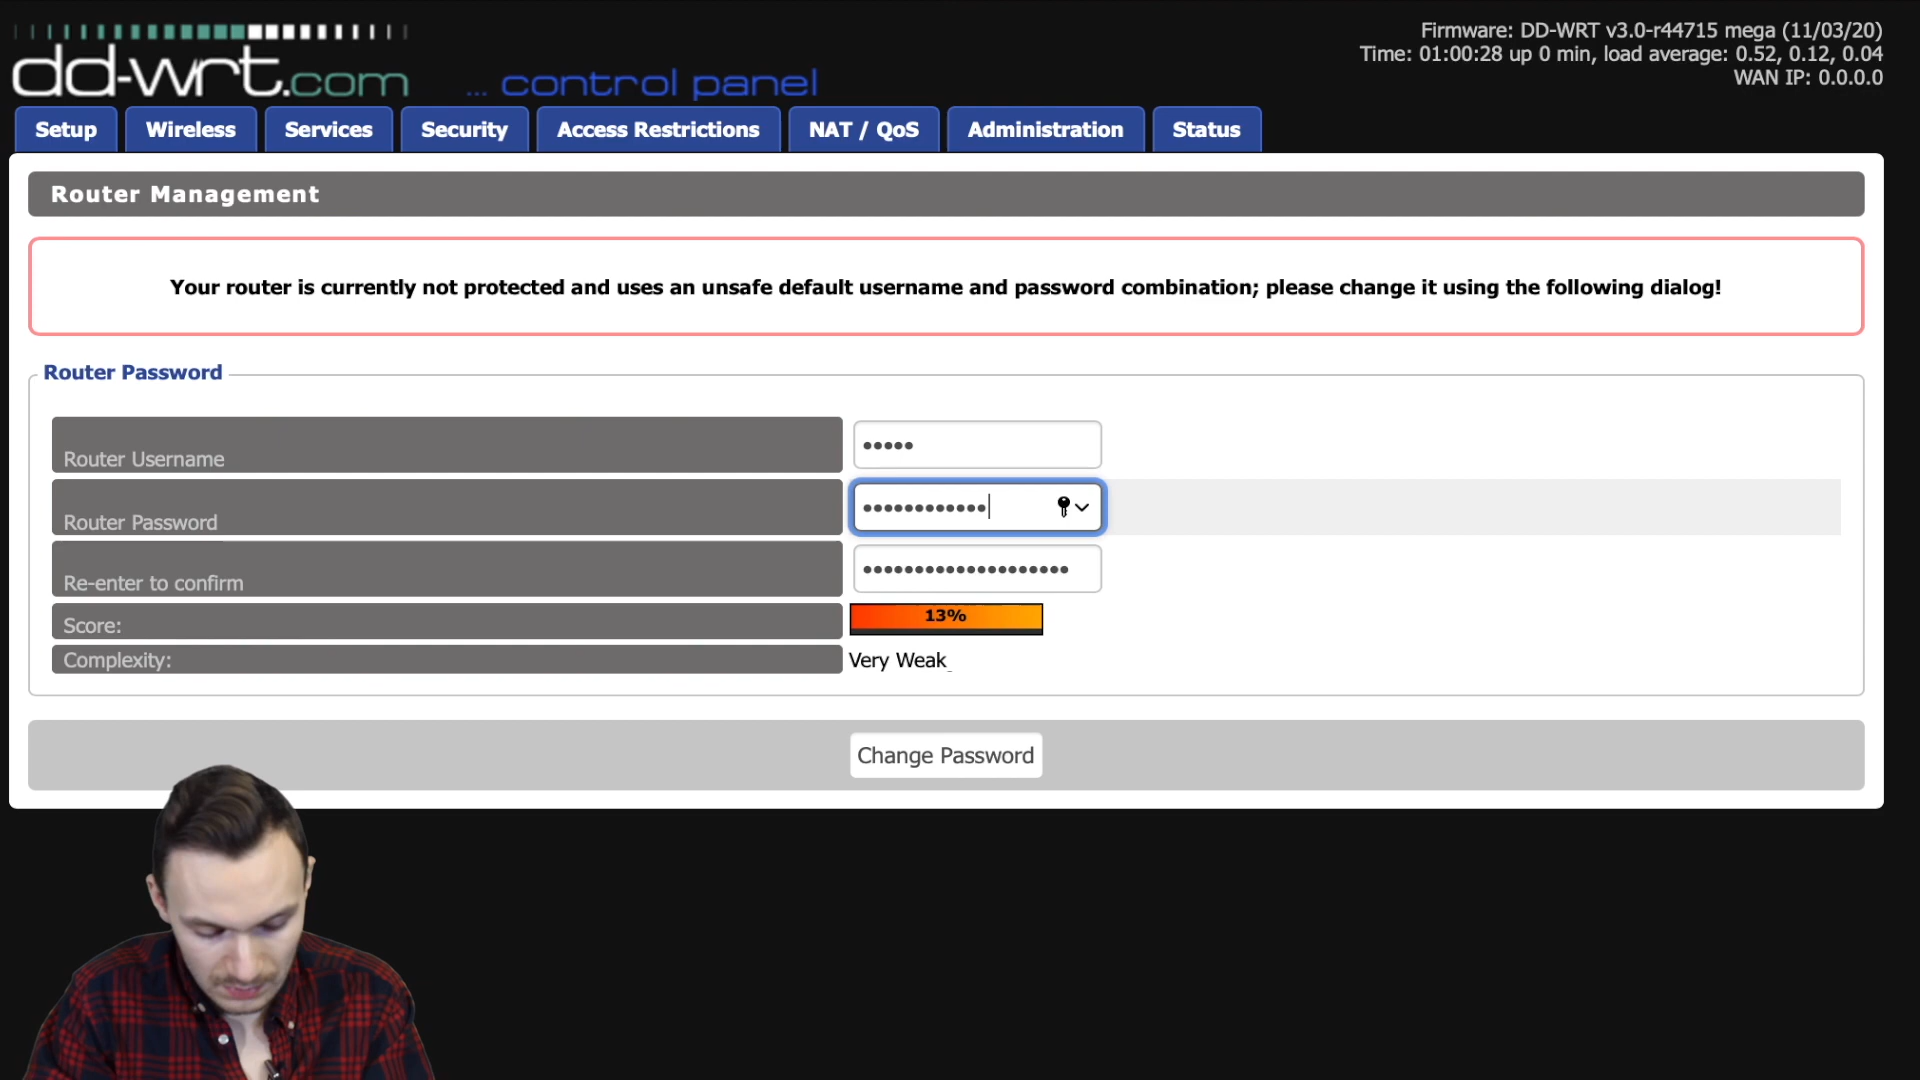 dd-wrt.com ... control panel
Firmware: DD-WRT v3.0-r44715 mega (11/03/20)
Time: 01:00:28 up 0 min, load average: 0.52, 0.12, 0.04
WAN IP: 0.0.0.0
Setup Wireless Services Security Access Restrictions NAT / QoS Administration Status
Router Management
Your router is currently not protected and uses an unsafe default username and password combination; please change it using the following dialog!
Router Password
Router Username •••••
Router Password ••••••••••••
Re-enter to confirm ••••••••••••••••••••
Score: 13%
Complexity: Very Weak
Change Password